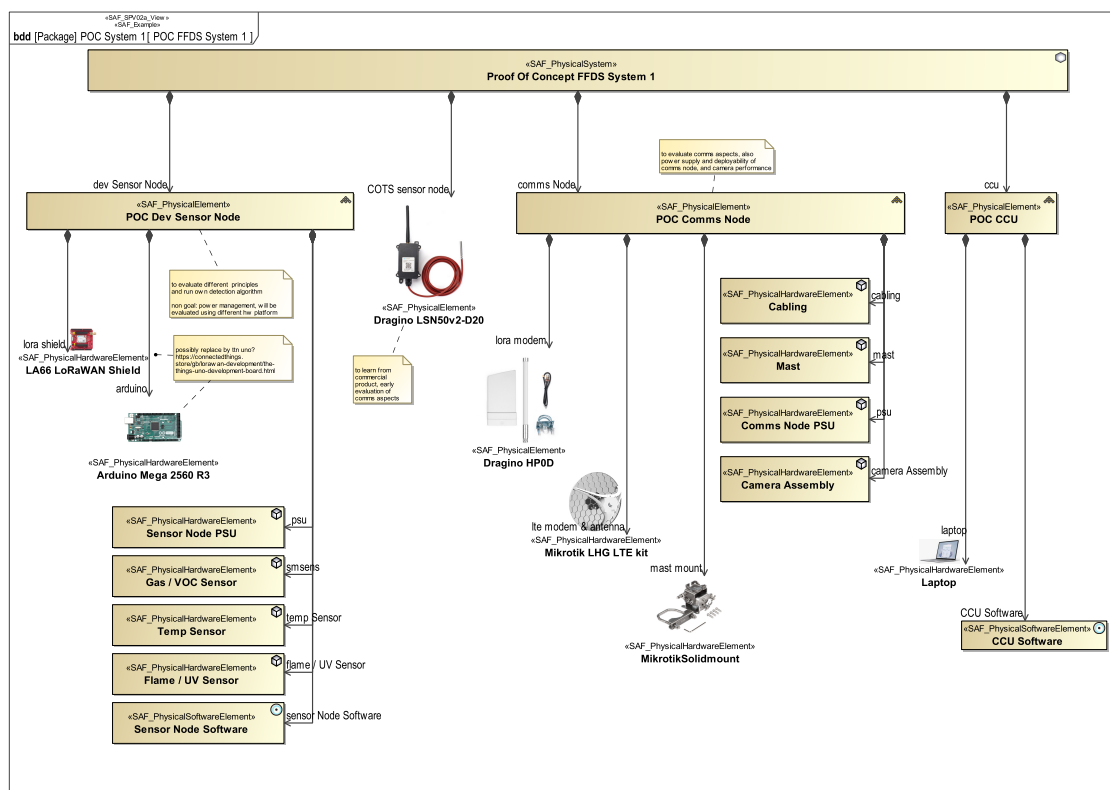 «SAF_SPV02a_View»
«SAF_Example»
bdd [Package] POC System 1[ POC FFDS System 1 ]
«SAF_PhysicalSystem»
Proof Of Concept FFDS System 1
to evaluate comms aspects, also
power supply and deployability of
comms node, and camera performance
dev Sensor Node
COTS sensor node
comms Node
ccu
«SAF_PhysicalElement»
POC Dev Sensor Node
«SAF_PhysicalElement»
POC Comms Node
«SAF_PhysicalElement»
POC CCU
to evaluate different principles
and run own detection algorithm
non goal: power management, will be
evaluated using different hw platform
«SAF_PhysicalElement»
Dragino LSN50v2-D20
to learn from
commercial
product, early
evaluation of
comms aspects
lora shield
«SAF_PhysicalHardwareElement»
LA66 LoRaWAN Shield
possibly replace by ttn uno?
https://connectedthings.
store/gb/lorawan-development/the-
things-uno-development-board.html
arduino
«SAF_PhysicalHardwareElement»
Arduino Mega 2560 R3
lora modem
«SAF_PhysicalElement»
Dragino HP0D
«SAF_PhysicalHardwareElement»
Cabling
cabling
«SAF_PhysicalHardwareElement»
Mast
mast
«SAF_PhysicalHardwareElement»
Comms Node PSU
psu
«SAF_PhysicalHardwareElement»
Camera Assembly
camera Assembly
lte modem & antenna
«SAF_PhysicalHardwareElement»
Mikrotik LHG LTE kit
mast mount
«SAF_PhysicalHardwareElement»
MikrotikSolidmount
laptop
«SAF_PhysicalHardwareElement»
Laptop
CCU Software
«SAF_PhysicalSoftwareElement»
CCU Software
«SAF_PhysicalHardwareElement»
Sensor Node PSU
psu
«SAF_PhysicalHardwareElement»
Gas / VOC Sensor
smsens
«SAF_PhysicalHardwareElement»
Temp Sensor
temp Sensor
«SAF_PhysicalHardwareElement»
Flame / UV Sensor
flame / UV Sensor
«SAF_PhysicalSoftwareElement»
Sensor Node Software
sensor Node Software